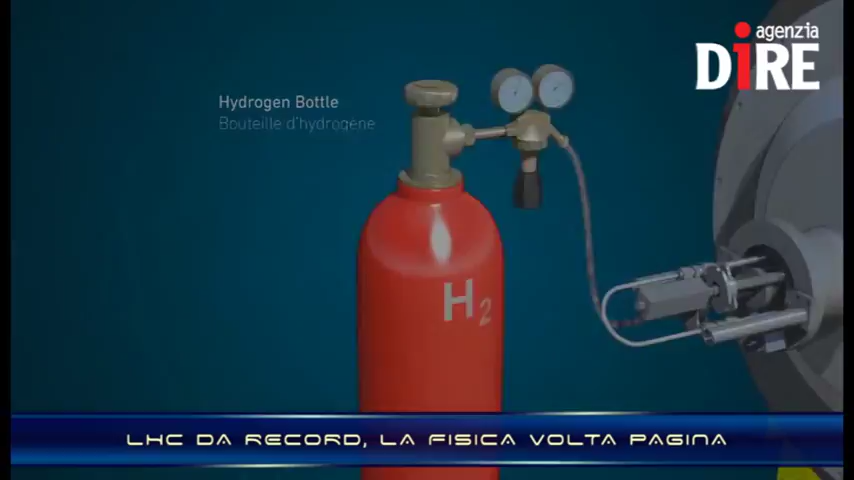 agenzia
DiRE
Hydrogen Bottle
Bouteille d'hydrogène
H2
LHC DA RECORD, LA FISICA VOLTA PAGINA